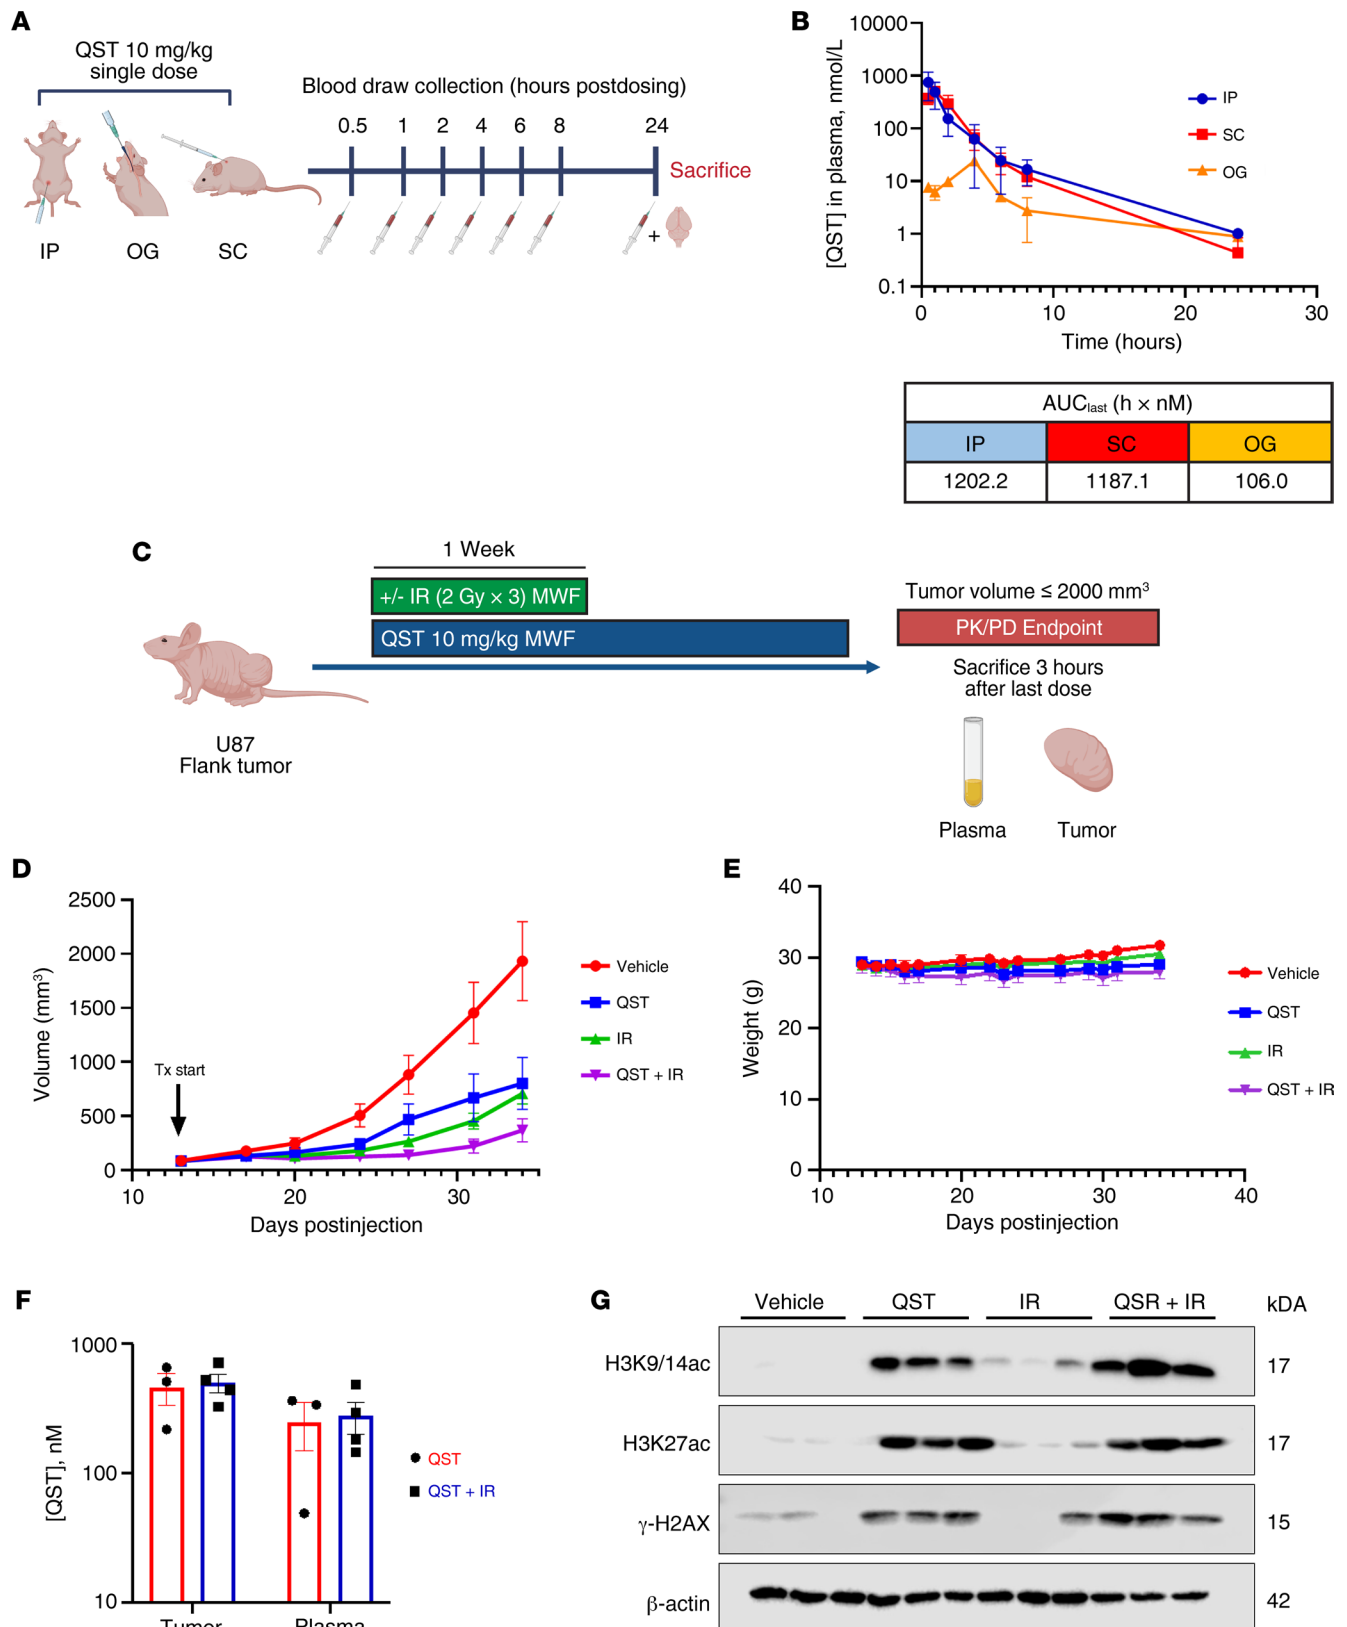 A
QST 10 mg/kg
single dose
Blood draw collection (hours postdosing)
0.5 1 2 4 6 8 24
Sacrifice
+
IP OG SC
B
[QST] in plasma, nmol/L
10000
1000
100
10
1
0.1
0 10 20 30
Time (hours)
IP
SC
OG
AUClast (h × nM)
IP SC OG
1202.2 1187.1 106.0
C
1 Week
+/- IR (2 Gy × 3) MWF
QST 10 mg/kg MWF
U87
Flank tumor
Tumor volume ≤ 2000 mm³
PK/PD Endpoint
Sacrifice 3 hours
after last dose
Plasma Tumor
D
Volume (mm³)
2500
2000
1500
1000
500
0
10 20 30
Days postinjection
Tx start
Vehicle
QST
IR
QST + IR
E
Weight (g)
40
30
20
10
0
10 20 30 40
Days postinjection
Vehicle
QST
IR
QST + IR
F
[QST], nM
1000
100
10
Tumor Plasma
QST
QST + IR
G
Vehicle QST IR QSR + IR kDA
H3K9/14ac 17
H3K27ac 17
γ-H2AX 15
β-actin 42